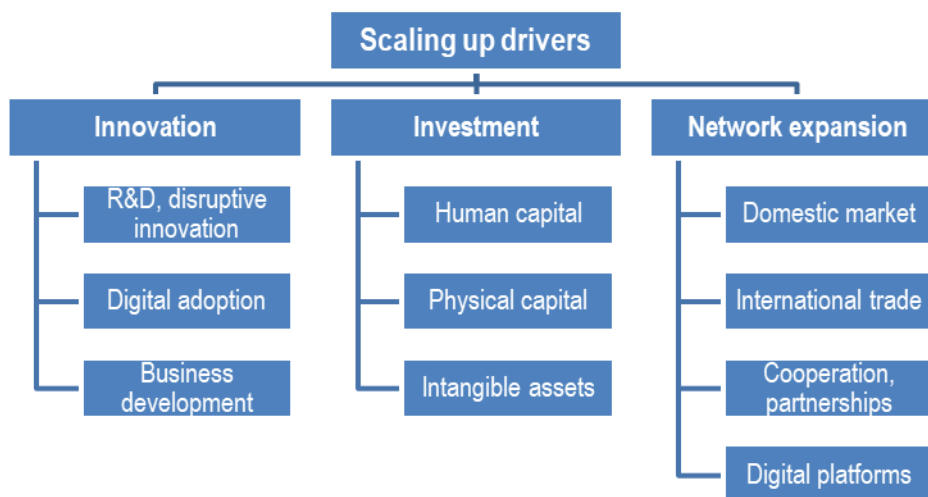 Scaling up drivers
Innovation
R&D, disruptive
innovation
Digital adoption
Business
development
Investment
Human capital
Physical capital
Intangible assets
Network expansion
Domestic market
International trade
Cooperation,
partnerships
Digital platforms